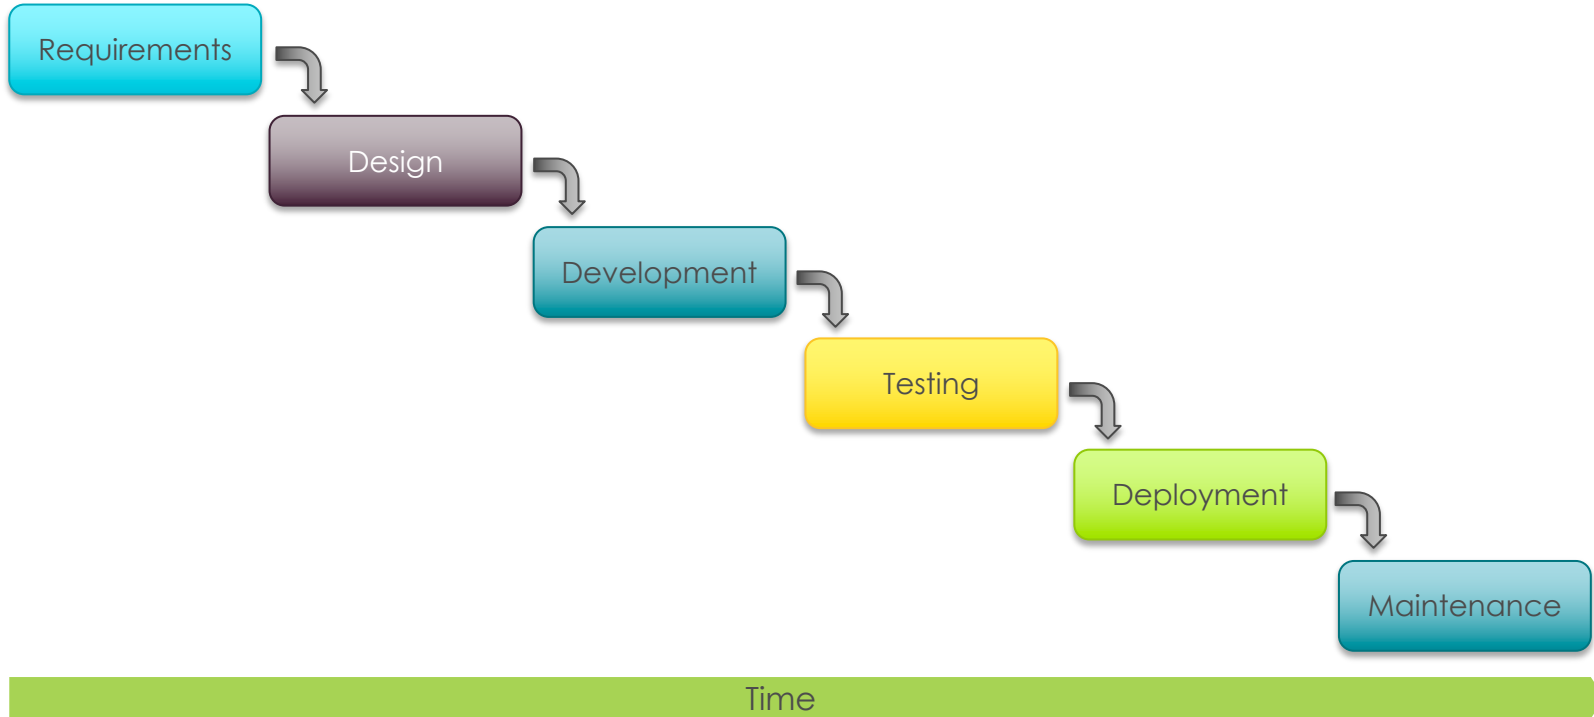 Requirements
Design
Development
Testing
Deployment
Maintenance
Time